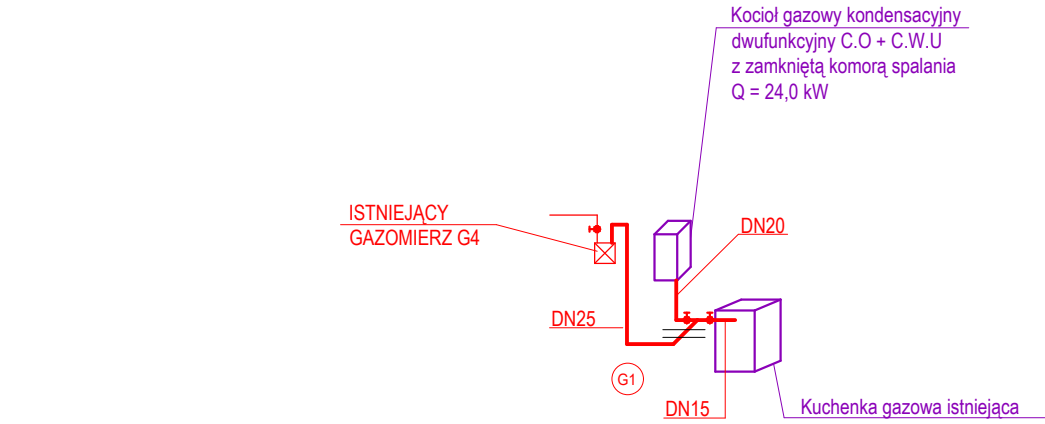 Kocioł gazowy kondensacyjny
dwufunkcyjny C.O + C.W.U
z zamkniętą komorą spalania
Q = 24,0 kW
ISTNIEJĄCY
GAZOMIERZ G4
DN20
DN25
G1
DN15
Kuchenka gazowa istniejąca